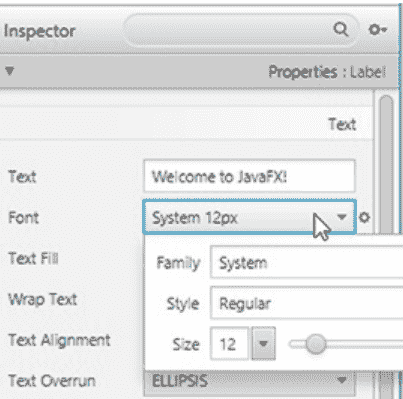 Inspector
Properties : Label
Text
Text Welcome to JavaFX!
Font System 12px
Text Fill
Family System
Wrap Text
Style Regular
Text Alignment
Size 12
Text Overrun ELLIPSIS